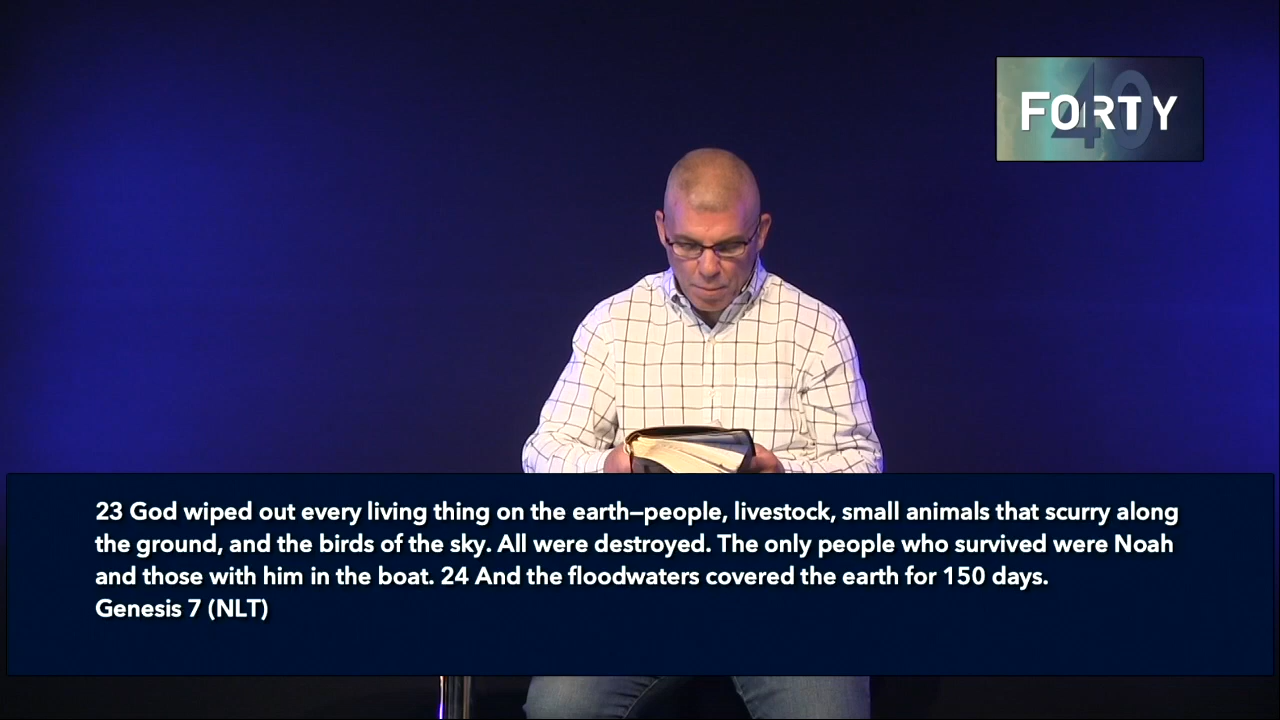 FORTY
40
23 God wiped out every living thing on the earth—people, livestock, small animals that scurry along
the ground, and the birds of the sky. All were destroyed. The only people who survived were Noah
and those with him in the boat. 24 And the floodwaters covered the earth for 150 days.
Genesis 7 (NLT)